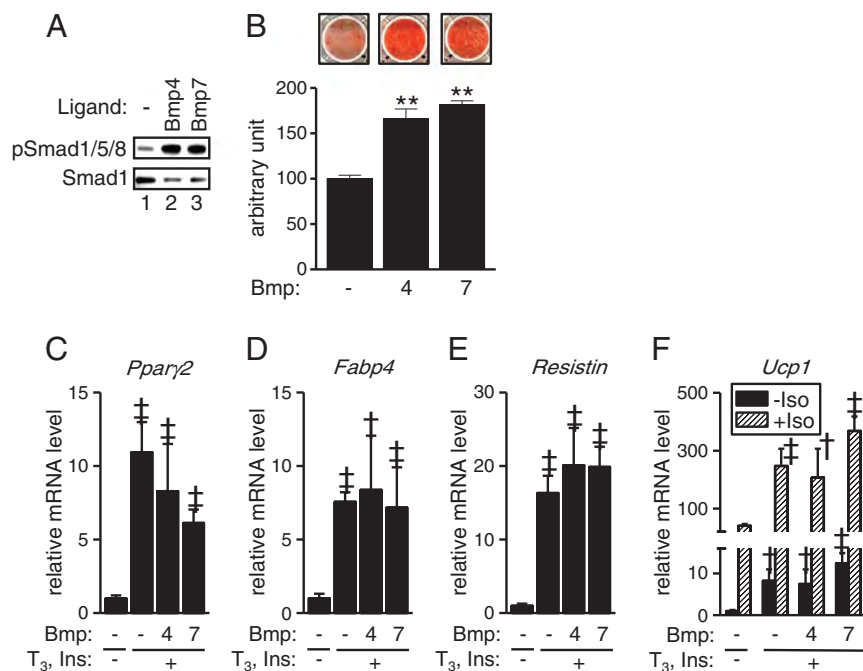 A
Ligand: - Bmp4 Bmp7
pSmad1/5/8
Smad1
1 2 3
B
** **
200
150
100
50
0
arbitrary unit
Bmp: - 4 7
C
Pparγ2
15
10
5
0
relative mRNA level
‡ ‡ ‡
Bmp: - - 4 7
T3, Ins: - +
D
Fabp4
15
10
5
0
relative mRNA level
‡ ‡ ‡
Bmp: - - 4 7
T3, Ins: - +
E
Resistin
30
20
10
0
relative mRNA level
‡ ‡ ‡
Bmp: - - 4 7
T3, Ins: - +
F
Ucp1
-Iso
+Iso
500
300
100
10
0
relative mRNA level
‡ † ‡
‡ ‡ ‡
Bmp: - - 4 7
T3, Ins: - +